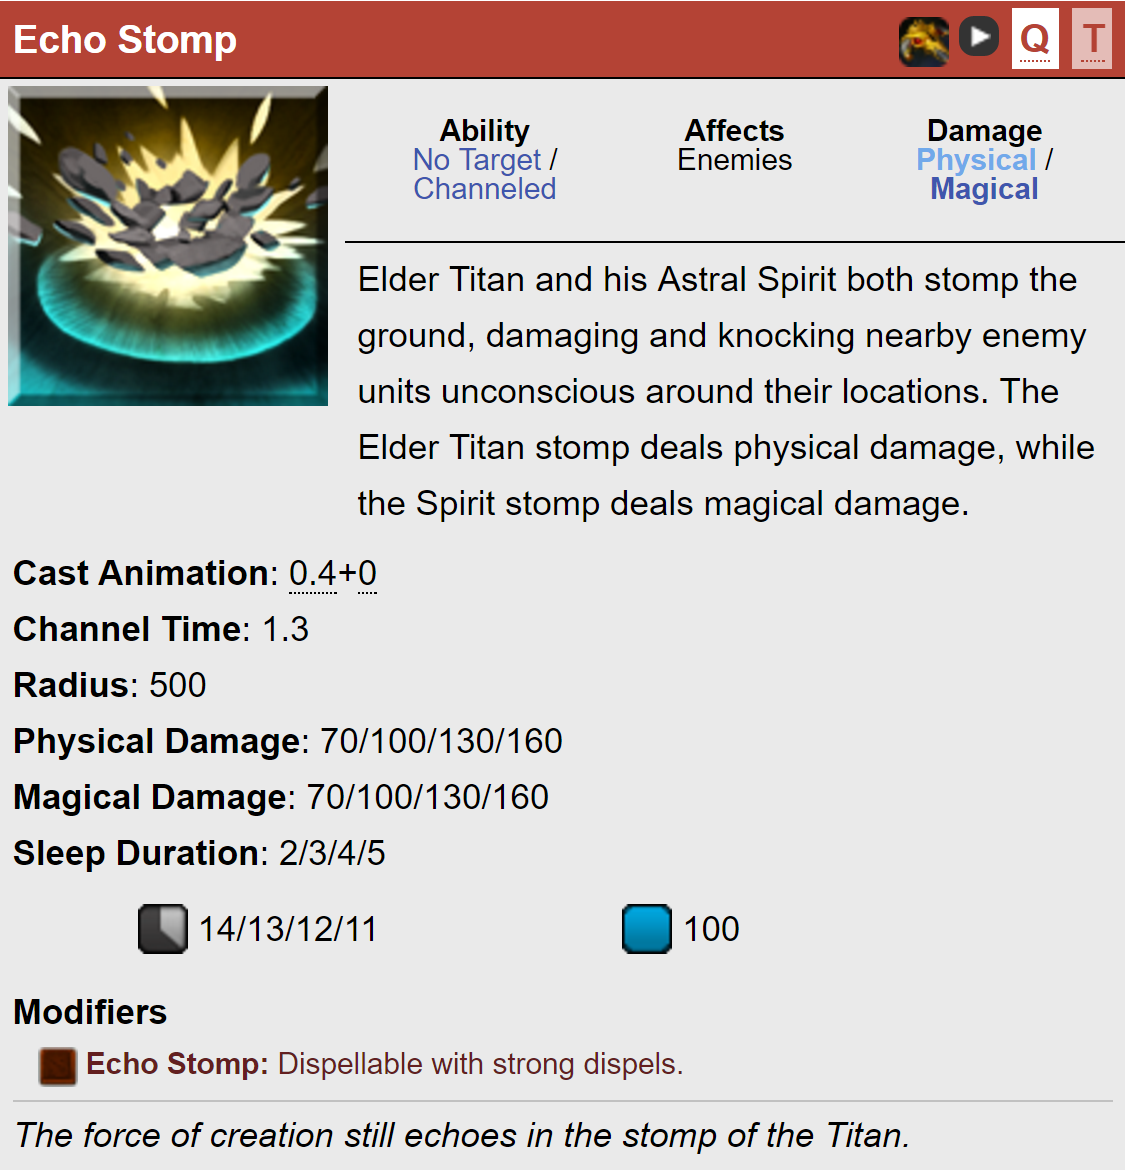 Echo Stomp
Q T
Ability
No Target /
Channeled
Affects
Enemies
Damage
Physical /
Magical
Elder Titan and his Astral Spirit both stomp the
ground, damaging and knocking nearby enemy
units unconscious around their locations. The
Elder Titan stomp deals physical damage, while
the Spirit stomp deals magical damage.
Cast Animation: 0.4+0
Channel Time: 1.3
Radius: 500
Physical Damage: 70/100/130/160
Magical Damage: 70/100/130/160
Sleep Duration: 2/3/4/5
14/13/12/11
100
Modifiers
Echo Stomp: Dispellable with strong dispels.
The force of creation still echoes in the stomp of the Titan.